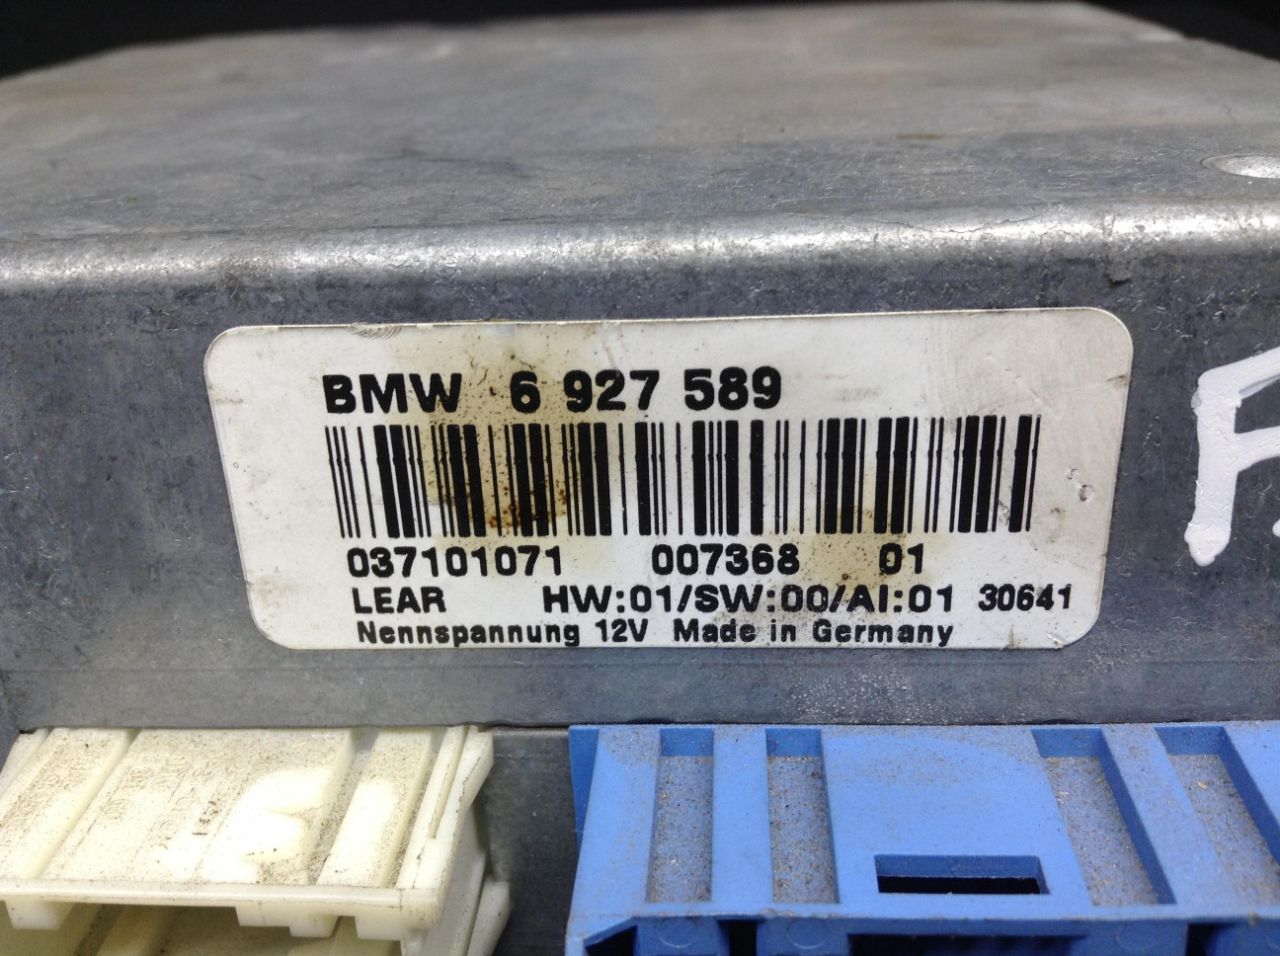 BMW 6 927 589
037101071 007368 01
LEAR HW:01/SW:00/AI:01 30641
Nennspannung 12V Made in Germany